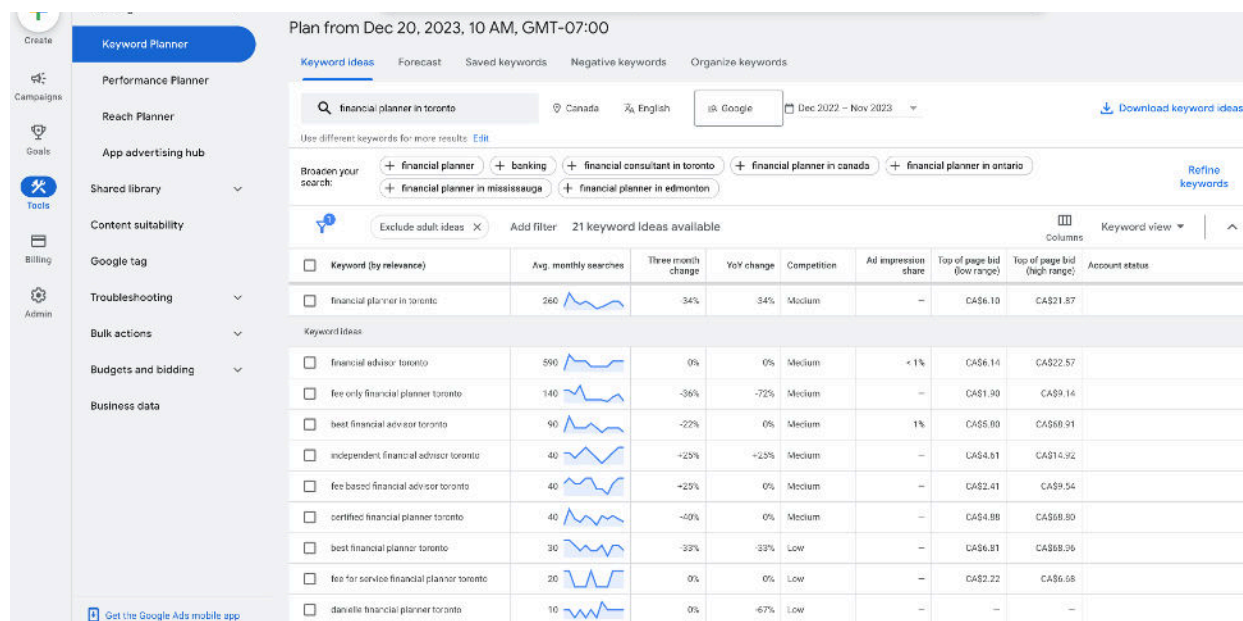 Plan from Dec 20, 2023, 10 AM, GMT-07:00
Create
Campaigns
Goals
Tools
Billing
Admin
Keyword Planner
Performance Planner
Reach Planner
App advertising hub
Shared library
Content suitability
Google tag
Troubleshooting
Bulk actions
Budgets and bidding
Business data
Get the Google Ads mobile app
Keyword ideas Forecast Saved keywords Negative keywords Organize keywords
financial planner in toronto Canada English Google Dec 2022 – Nov 2023 Download keyword ideas
Use different keywords for more results Edit
Broaden your search: + financial planner + banking + financial consultant in toronto + financial planner in canada + financial planner in ontario
+ financial planner in mississauga + financial planner in edmonton
Refine keywords
1 Exclude adult ideas X Add filter 21 keyword ideas available Columns Keyword view
Keyword (by relevance) Avg. monthly searches Three month change YoY change Competition Ad impression share Top of page bid (low range) Top of page bid (high range) Account status
financial planner in toronto 260 -34% -34% Medium – CA$6.10 CA$21.87
Keyword ideas
financial advisor toronto 590 0% 0% Medium < 1% CA$6.14 CA$22.57
fee only financial planner toronto 140 -36% -72% Medium – CA$1.90 CA$9.14
best financial advisor toronto 90 -22% 0% Medium 1% CA$5.80 CA$68.91
independent financial advisor toronto 40 +25% +25% Medium – CA$4.61 CA$14.92
fee based financial advisor toronto 40 +25% 0% Medium – CA$2.41 CA$9.54
certified financial planner toronto 40 -40% 0% Medium – CA$4.88 CA$68.80
best financial planner toronto 30 -33% -33% Low – CA$6.81 CA$68.96
fee for service financial planner toronto 20 0% 0% Low – CA$2.22 CA$6.68
danielle financial planner toronto 10 0% -67% Low – – –